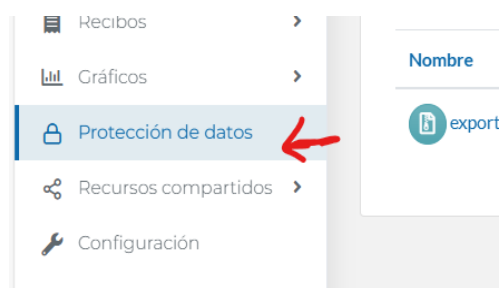 Recibos
Gráficos
Protección de datos
Recursos compartidos
Configuración
Nombre
export